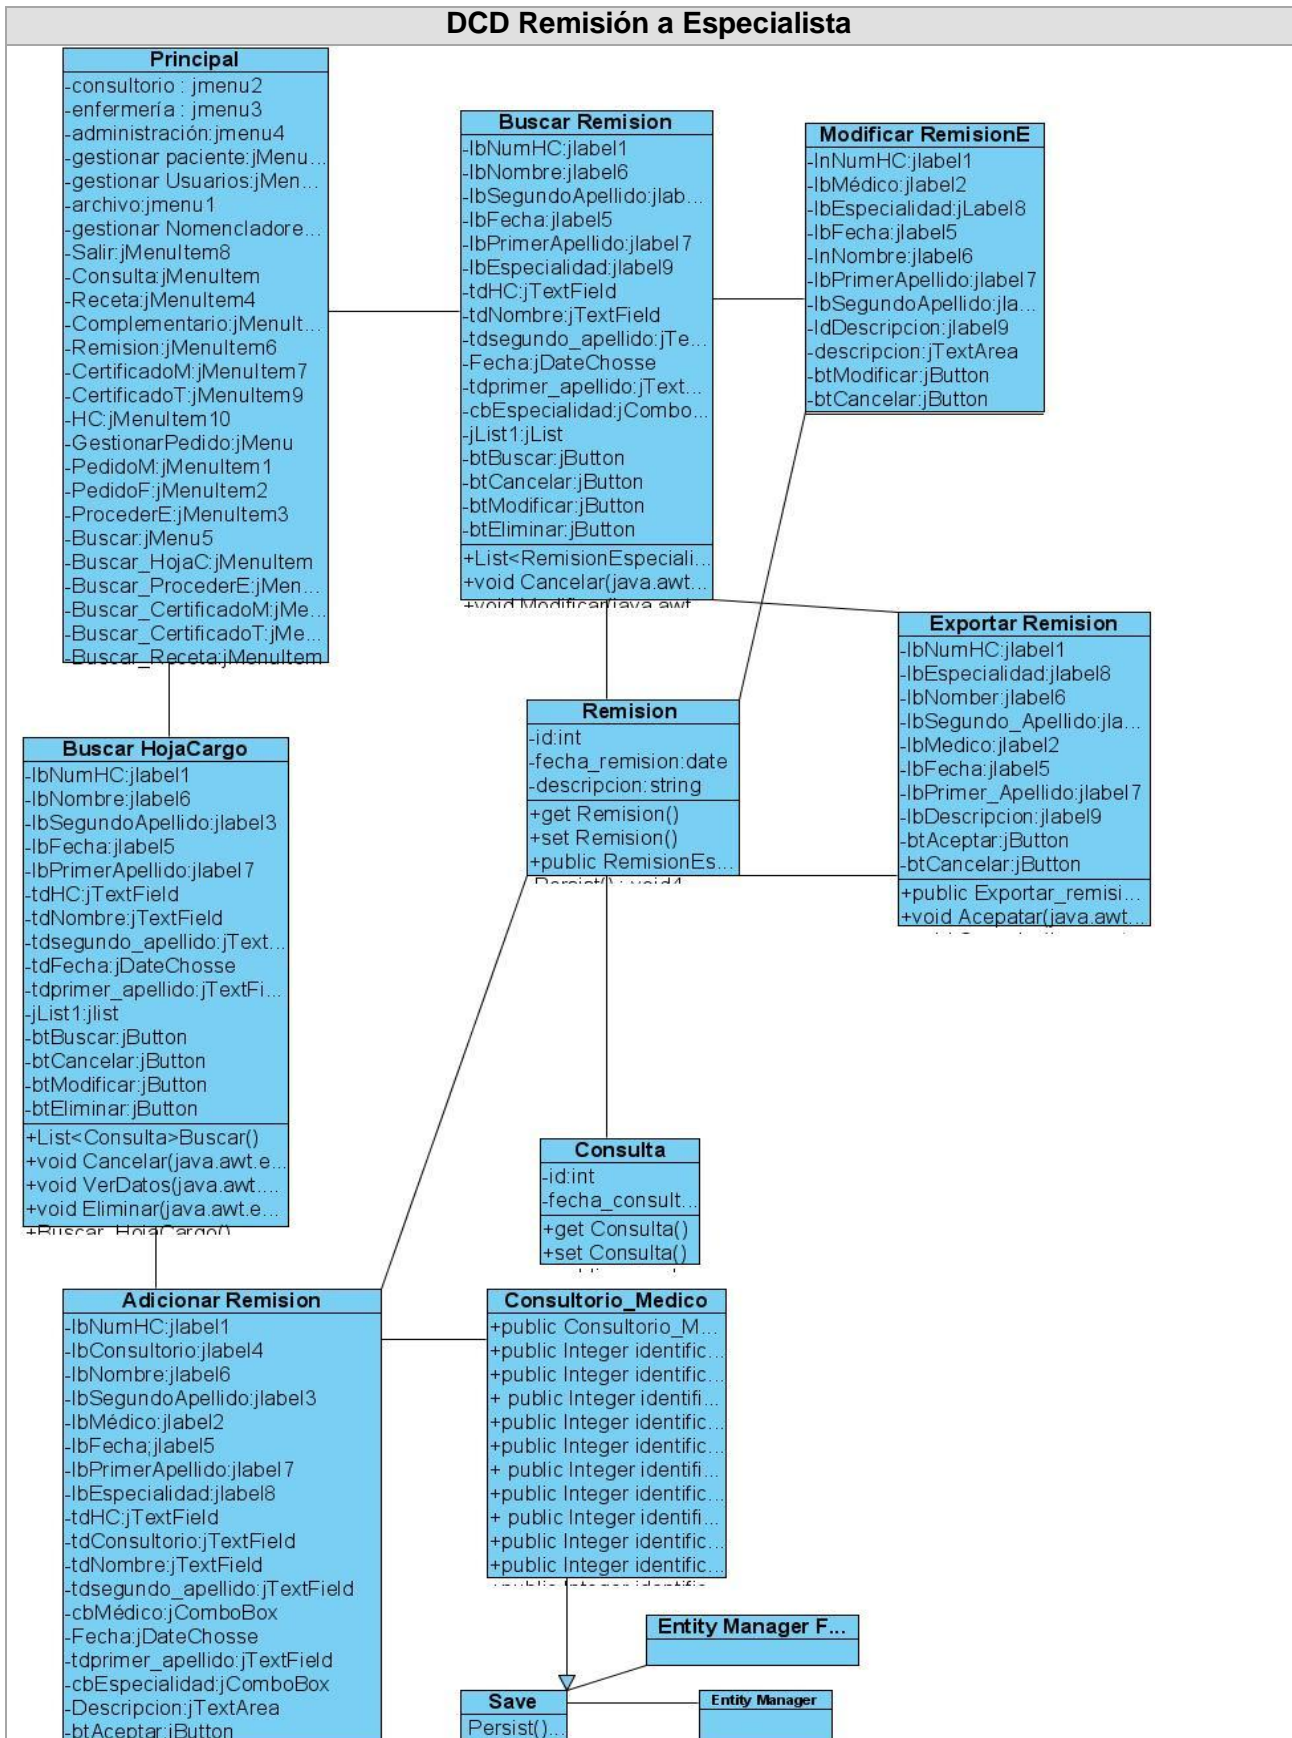 DCD Remisión a Especialista
Principal
-consultorio : jmenu2
-enfermería : jmenu3
-administración:jmenu4
-gestionar paciente:jMenu...
-gestionar Usuarios:jMen...
-archivo:jmenu1
-gestionar Nomencladore...
-Salir:jMenuItem8
-Consulta:jMenuItem
-Receta:jMenuItem4
-Complementario:jMenuIt...
-Remision:jMenuItem6
-CertificadoM:jMenuItem7
-CertificadoT:jMenuItem9
-HC:jMenuItem10
-GestionarPedido:jMenu
-PedidoM:jMenuItem1
-PedidoF:jMenuItem2
-ProcederE:jMenuItem3
-Buscar:jMenu5
-Buscar_HojaC:jMenuItem
-Buscar_ProcederE:jMen...
-Buscar_CertificadoM:jMe...
-Buscar_CertificadoT:jMe...
-Buscar_Receta:jMenuItem
Buscar Remision
-lbNumHC:jlabel1
-lbNombre:jlabel6
-lbSegundoApellido:jlab...
-lbFecha:jlabel5
-lbPrimerApellido:jlabel7
-lbEspecialidad:jlabel9
-tdHC:jTextField
-tdNombre:jTextField
-tdsegundo_apellido:jTe...
-Fecha:jDateChosse
-tdprimer_apellido:jText...
-cbEspecialidad:jCombo...
-jList1:jList
-btBuscar:jButton
-btCancelar:jButton
-btModificar:jButton
-btEliminar:jButton
+List<RemisionEspeciali...
+void Cancelar(java.awt...
+void Modificar(java.awt
Modificar RemisionE
-lnNumHC:jlabel1
-lbMédico:jlabel2
-lbEspecialidad:jLabel8
-lbFecha:jlabel5
-lnNombre:jlabel6
-lbPrimerApellido:jlabel7
-lbSegundoApellido:jla...
-ldDescripcion:jlabel9
-descripcion:jTextArea
-btModificar:jButton
-btCancelar:jButton
Exportar Remision
-lbNumHC:jlabel1
-lbEspecialidad:jlabel8
-lbNomber:jlabel6
-lbSegundo_Apellido:jla...
-lbMedico:jlabel2
-lbFecha:jlabel5
-lbPrimer_Apellido:jlabel7
-lbDescripcion:jlabel9
-btAceptar:jButton
-btCancelar:jButton
+public Exportar_remisi...
+void Acepatar(java.awt...
Remision
-id:int
-fecha_remision:date
-descripcion:string
+get Remision()
+set Remision()
+public RemisionEs...
Buscar HojaCargo
-lbNumHC:jlabel1
-lbNombre:jlabel6
-lbSegundoApellido:jlabel3
-lbFecha:jlabel5
-lbPrimerApellido:jlabel7
-tdHC:jTextField
-tdNombre:jTextField
-tdsegundo_apellido:jText...
-tdFecha:jDateChosse
-tdprimer_apellido:jTextFi...
-jList1:jlist
-btBuscar:jButton
-btCancelar:jButton
-btModificar:jButton
-btEliminar:jButton
+List<Consulta>Buscar()
+void Cancelar(java.awt.e...
+void VerDatos(java.awt....
+void Eliminar(java.awt.e...
+Buscar_HojaCargo()
Consulta
-id:int
-fecha_consult...
+get Consulta()
+set Consulta()
Adicionar Remision
-lbNumHC:jlabel1
-lbConsultorio:jlabel4
-lbNombre:jlabel6
-lbSegundoApellido:jlabel3
-lbMédico:jlabel2
-lbFecha;jlabel5
-lbPrimerApellido:jlabel7
-lbEspecialidad:jlabel8
-tdHC:jTextField
-tdConsultorio:jTextField
-tdNombre:jTextField
-tdsegundo_apellido:jTextField
-cbMédico:jComboBox
-Fecha:jDateChosse
-tdprimer_apellido:jTextField
-cbEspecialidad:jComboBox
-Descripcion:jTextArea
-btAceptar:jButton
Consultorio_Medico
+public Consultorio_M...
+public Integer identific...
+public Integer identific...
+ public Integer identifi...
+public Integer identific...
+public Integer identific...
+ public Integer identifi...
+public Integer identific...
+ public Integer identifi...
+public Integer identific...
+public Integer identific...
Entity Manager F...
Save
Persist()...
Entity Manager